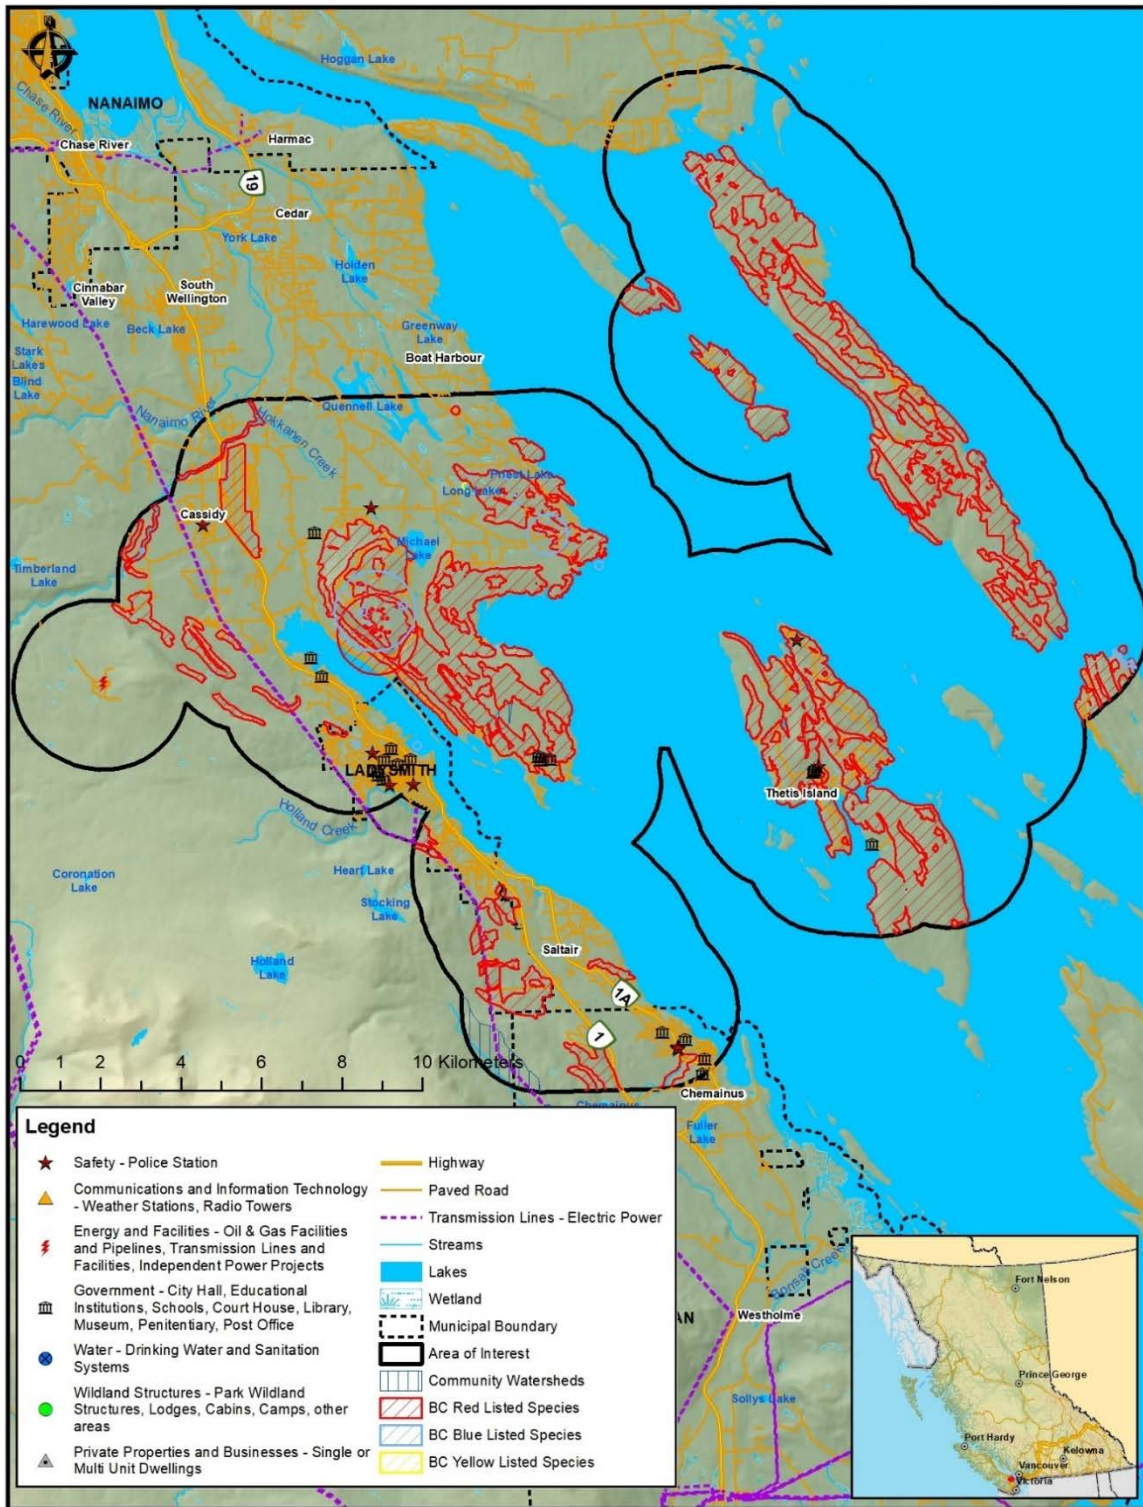 N
Hoggan Lake
Chase River
NANAIMO
Chase River
Harmac
19
Cedar
York Lake
Holden
Lake
Cinnabar
Valley
South
Wellington
Harewood Lake
Beck Lake
Stark
Lakes
Blind
Lake
Greenway
Lake
Boat Harbour
Nanaimo River
Hokkanen Creek
Quennell Lake
Priest Lake
Long Lake
Cassidy
Michael
Lake
Timberland
Lake
LADYSMITH
Thetis Island
Holland Creek
Heart Lake
Coronation
Lake
Stocking
Lake
Holland
Lake
Saltair
1A
1
0 1 2 4 6 8 10 Kilometers
Chemainus
Chemainus
Fuller
Lake
Bonsall Creek
AN
Westholme
Sollys Lake
Legend
Safety - Police Station
Communications and Information Technology
- Weather Stations, Radio Towers
Energy and Facilities - Oil & Gas Facilities
and Pipelines, Transmission Lines and
Facilities, Independent Power Projects
Government - City Hall, Educational
Institutions, Schools, Court House, Library,
Museum, Penitentiary, Post Office
Water - Drinking Water and Sanitation
Systems
Wildland Structures - Park Wildland
Structures, Lodges, Cabins, Camps, other
areas
Private Properties and Businesses - Single or
Multi Unit Dwellings
Highway
Paved Road
Transmission Lines - Electric Power
Streams
Lakes
Wetland
Municipal Boundary
Area of Interest
Community Watersheds
BC Red Listed Species
BC Blue Listed Species
BC Yellow Listed Species
Fort Nelson
Prince George
Port Hardy
Kelowna
Vancouver
Victoria